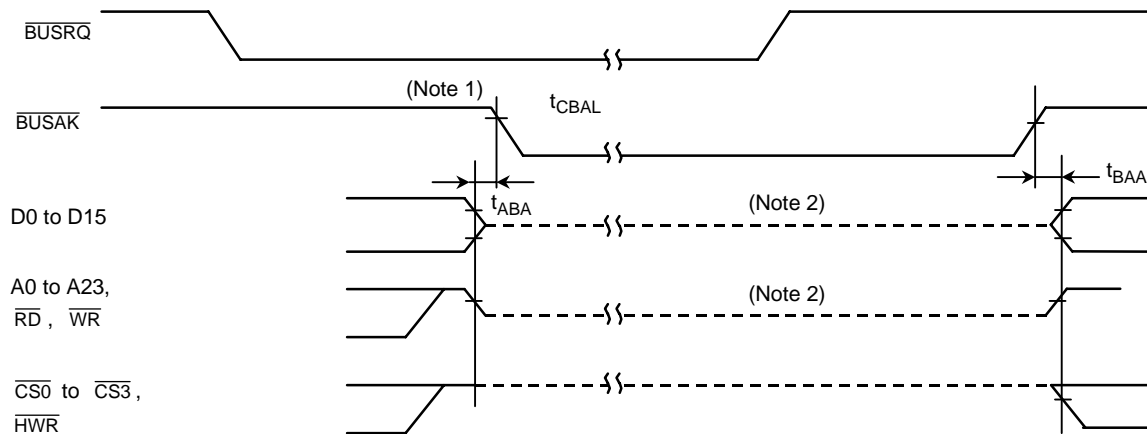 BUSRQ
(Note 1)
tCBAL
BUSAK
tBAA
tABA
D0 to D15
(Note 2)
A0 to A23,
RD , WR
(Note 2)
CS0 to CS3 ,
HWR